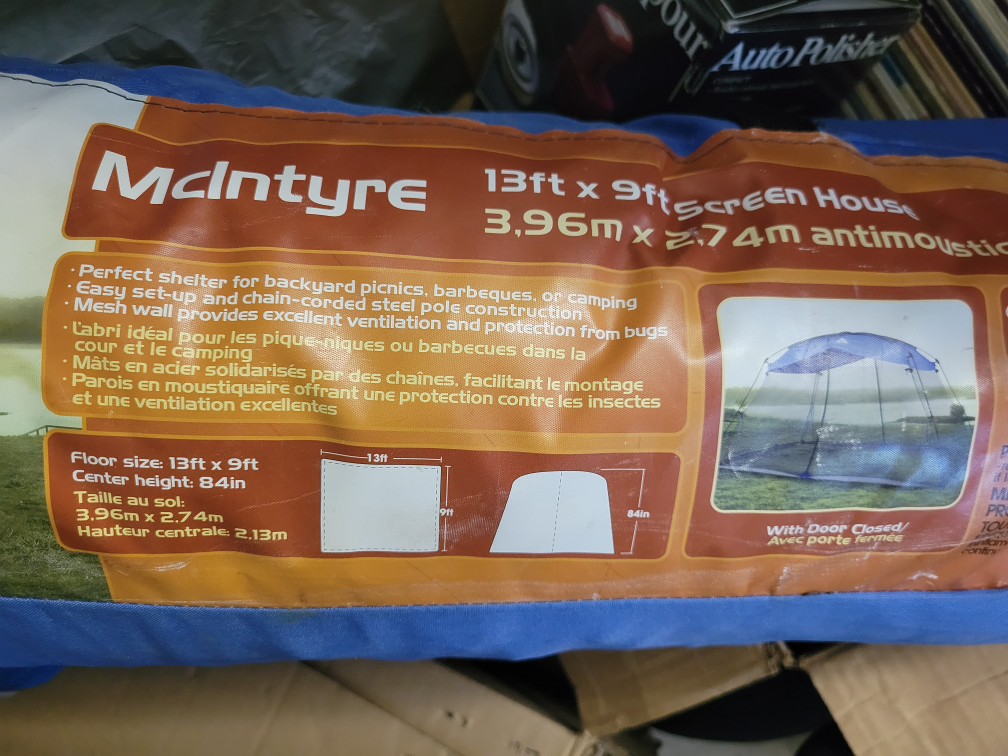 pour
Auto Polisher
McIntyre
13ft x 9ft Screen House
3,96m x 2,74m
· Perfect shelter for backyard picnics, barbeques, or camping
· Easy set-up and chain-corded steel pole construction
· Mesh wall provides excellent ventilation and protection from bugs
· L'abri idéal pour les pique-niques ou barbecues dans la
cour et le camping
· Mâts en acier solidarisés par des chaînes, facilitant le montage
· Parois en moustiquaire offrant une protection contre les insectes
et une ventilation excellentes
Floor size: 13ft x 9ft
Center height: 84in
Taille au sol:
3.96m x 2.74m
Hauteur centrale: 2.13m
13ft
9ft
84in
With Door Closed/
Avec porte fermée